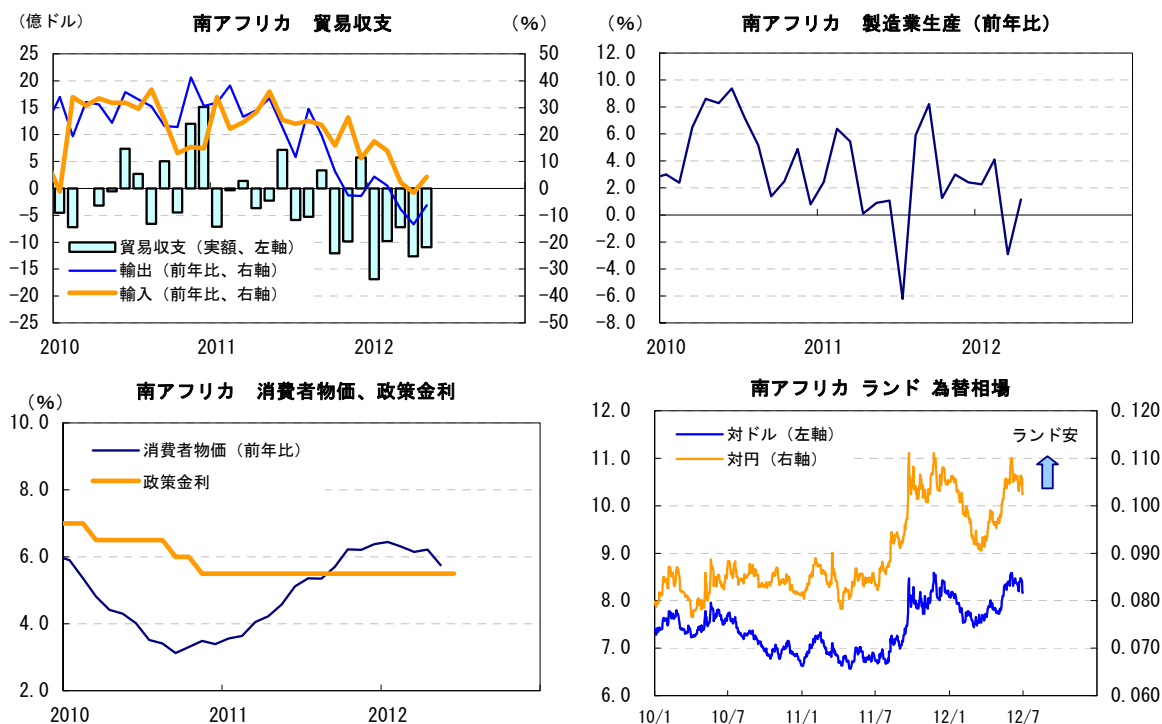 (億ドル) 南アフリカ 貿易収支 (%)
25 50
20 40
15 30
10 20
5 10
0 0
-5 -10
-10 -20
-15 -30
-20 -40
-25 -50
貿易収支（実額、左軸）
輸出（前年比、右軸）
輸入（前年比、右軸）
2010 2011 2012
(%) 南アフリカ 製造業生産（前年比）
12.0
10.0
8.0
6.0
4.0
2.0
0.0
-2.0
-4.0
-6.0
-8.0
2010 2011 2012
南アフリカ 消費者物価、政策金利
(%)
10.0
8.0
6.0
4.0
2.0
消費者物価（前年比）
政策金利
2010 2011 2012
南アフリカ ランド 為替相場
12.0 0.120
11.0 0.110
10.0 0.100
9.0 0.090
8.0 0.080
7.0 0.070
6.0 0.060
対ドル（左軸）
対円（右軸）
ランド安
10/1 10/7 11/1 11/7 12/1 12/7